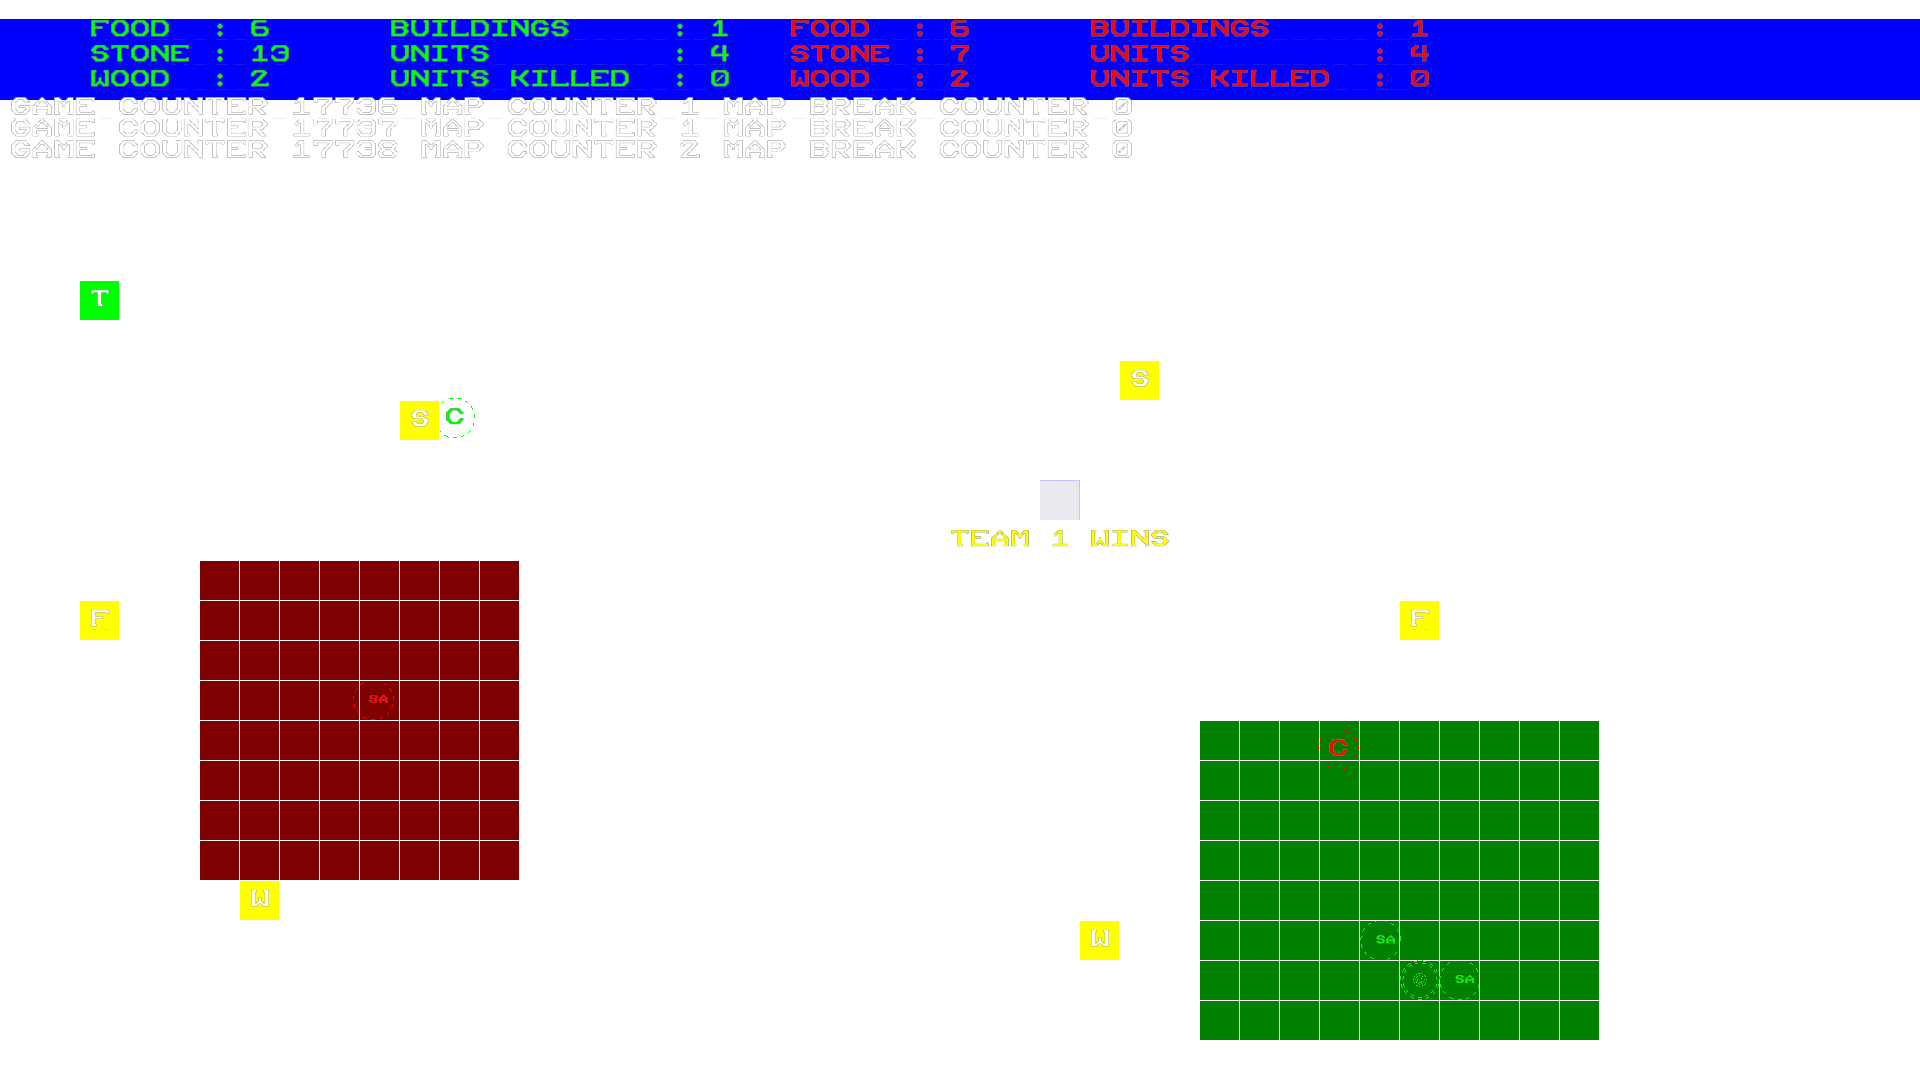 FOOD : 6 BUILDINGS : 1 FOOD : 6 BUILDINGS : 1
STONE : 13 UNITS : 4 STONE : 7 UNITS : 4
WOOD : 2 UNITS KILLED : 0 WOOD : 2 UNITS KILLED : 0
GAME COUNTER 17736 MAP COUNTER 1 MAP BREAK COUNTER 0
GAME COUNTER 17737 MAP COUNTER 1 MAP BREAK COUNTER 0
GAME COUNTER 17738 MAP COUNTER 2 MAP BREAK COUNTER 0
T
S
S C
TEAM 1 WINS
F F
SA
C
W
W SA
SA